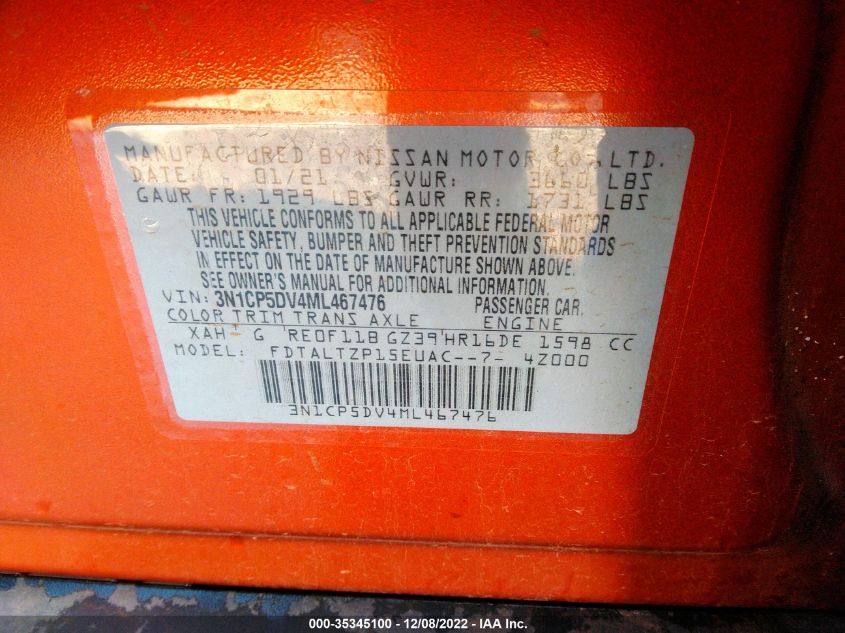 MANUFACTURED BY NISSAN MOTOR CO.,LTD.
DATE: 01/21 GVWR: 3660 LBS
GAWR FR: 1929 LBS GAWR RR: 1731 LBS
THIS VEHICLE CONFORMS TO ALL APPLICABLE FEDERAL MOTOR
VEHICLE SAFETY, BUMPER AND THEFT PREVENTION STANDARDS
IN EFFECT ON THE DATE OF MANUFACTURE SHOWN ABOVE.
SEE OWNER'S MANUAL FOR ADDITIONAL INFORMATION.
VIN: 3N1CP5DV4ML467476 PASSENGER CAR.
COLOR TRIM TRANS AXLE ENGINE
XAH G RE0F11B GZ39 HR16DE 1598 CC
MODEL: FDTALTZP15EUAC--7- 4Z000
3N1CP5DV4ML467476
000-35345100 - 12/08/2022 - IAA Inc.